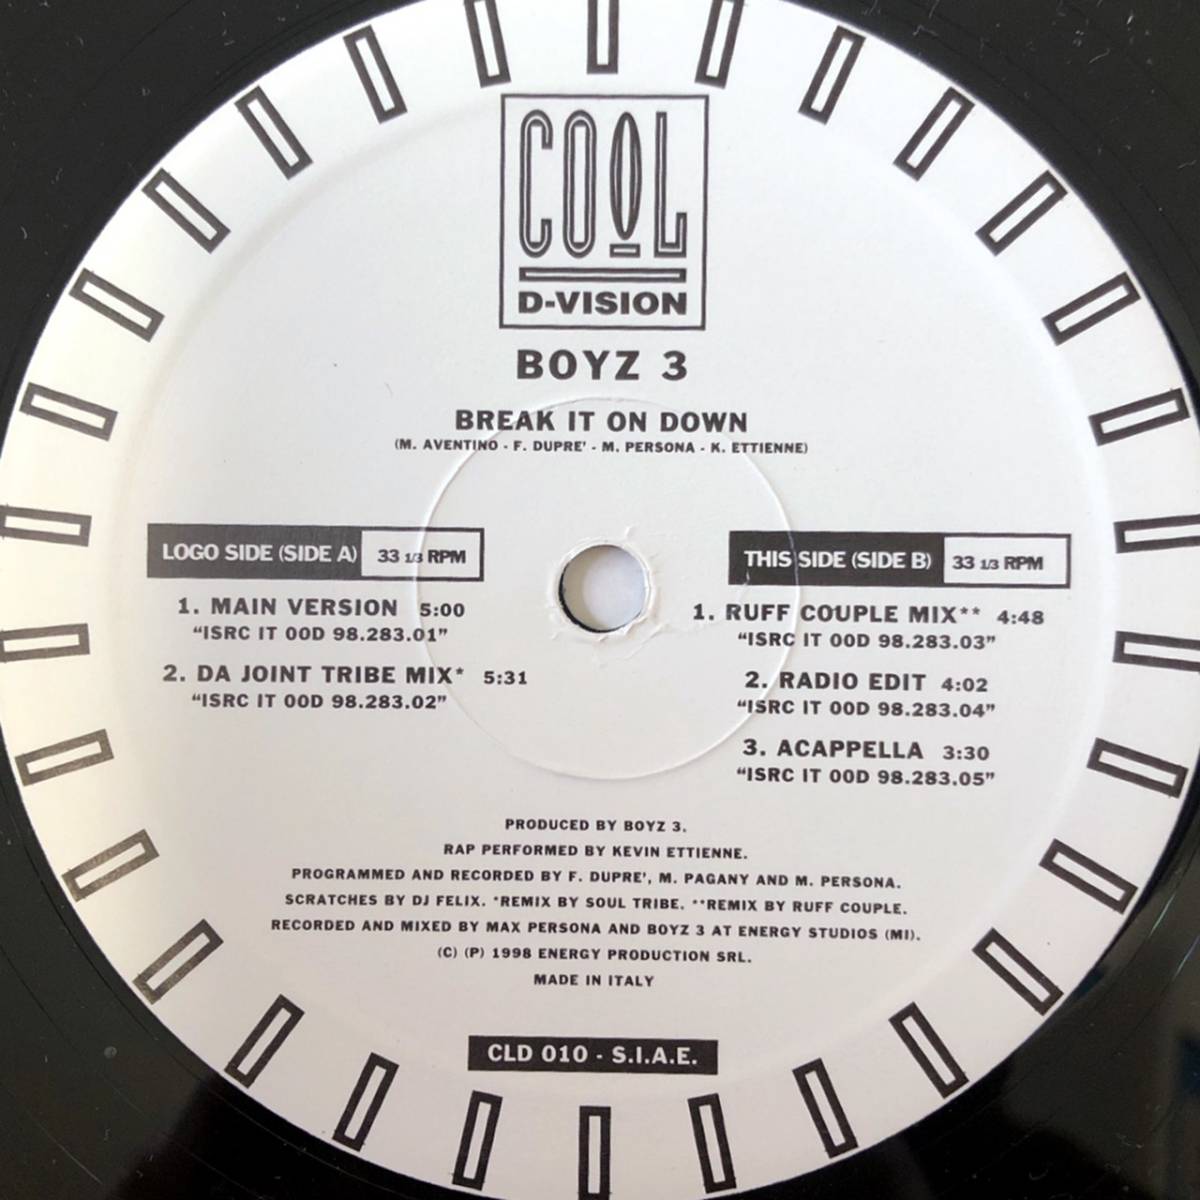 COOL
D-VISION
BOYZ 3
BREAK IT ON DOWN
(M. AVENTINO - F. DUPRE' - M. PERSONA - K. ETTIENNE)
LOGO SIDE (SIDE A) 33 1/3 RPM
1. MAIN VERSION 5:00
"ISRC IT 00D 98.283.01"
2. DA JOINT TRIBE MIX* 5:31
"ISRC IT 00D 98.283.02"
THIS SIDE (SIDE B) 33 1/3 RPM
1. RUFF COUPLE MIX** 4:48
"ISRC IT 00D 98.283.03"
2. RADIO EDIT 4:02
"ISRC IT 00D 98.283.04"
3. ACAPPELLA 3:30
"ISRC IT 00D 98.283.05"
PRODUCED BY BOYZ 3.
RAP PERFORMED BY KEVIN ETTIENNE.
PROGRAMMED AND RECORDED BY F. DUPRE', M. PAGANY AND M. PERSONA.
SCRATCHES BY DJ FELIX. *REMIX BY SOUL TRIBE. **REMIX BY RUFF COUPLE.
RECORDED AND MIXED BY MAX PERSONA AND BOYZ 3 AT ENERGY STUDIOS (MI).
(C) (P) 1998 ENERGY PRODUCTION SRL.
MADE IN ITALY
CLD 010 - S.I.A.E.